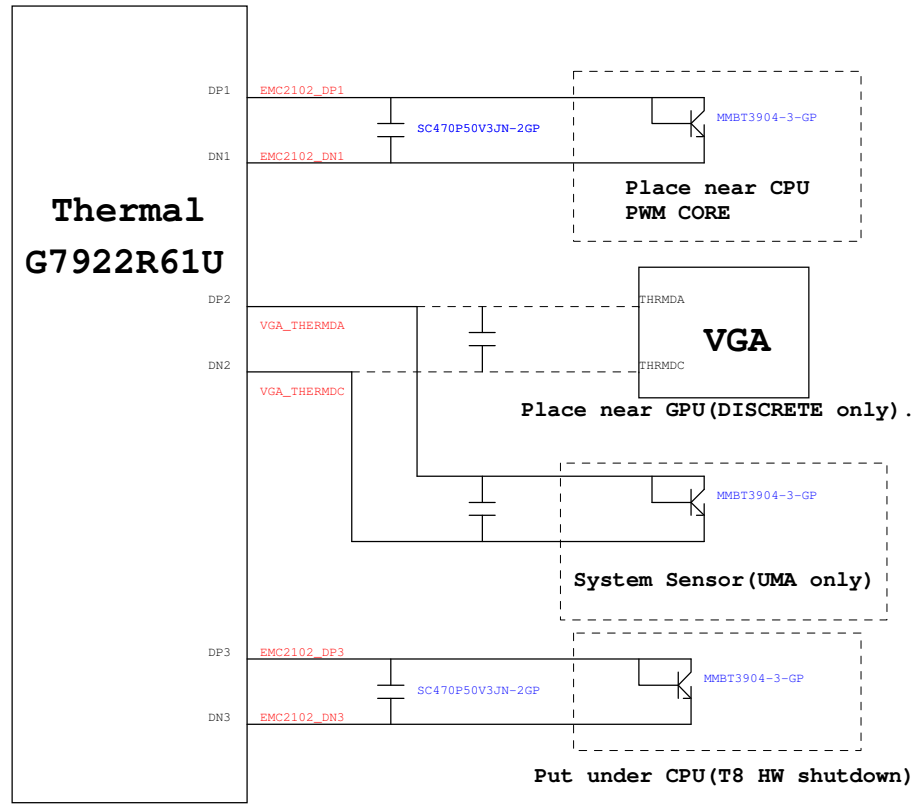 DP1
EMC2102_DP1
SC470P50V3JN-2GP
MMBT3904-3-GP
DN1
EMC2102_DN1
Place near CPU
PWM CORE
Thermal
G7922R61U
DP2
VGA_THERMDA
THRMDA
VGA
DN2
VGA_THERMDC
THRMDC
Place near GPU(DISCRETE only).
MMBT3904-3-GP
System Sensor(UMA only)
DP3
EMC2102_DP3
SC470P50V3JN-2GP
MMBT3904-3-GP
DN3
EMC2102_DN3
Put under CPU(T8 HW shutdown)